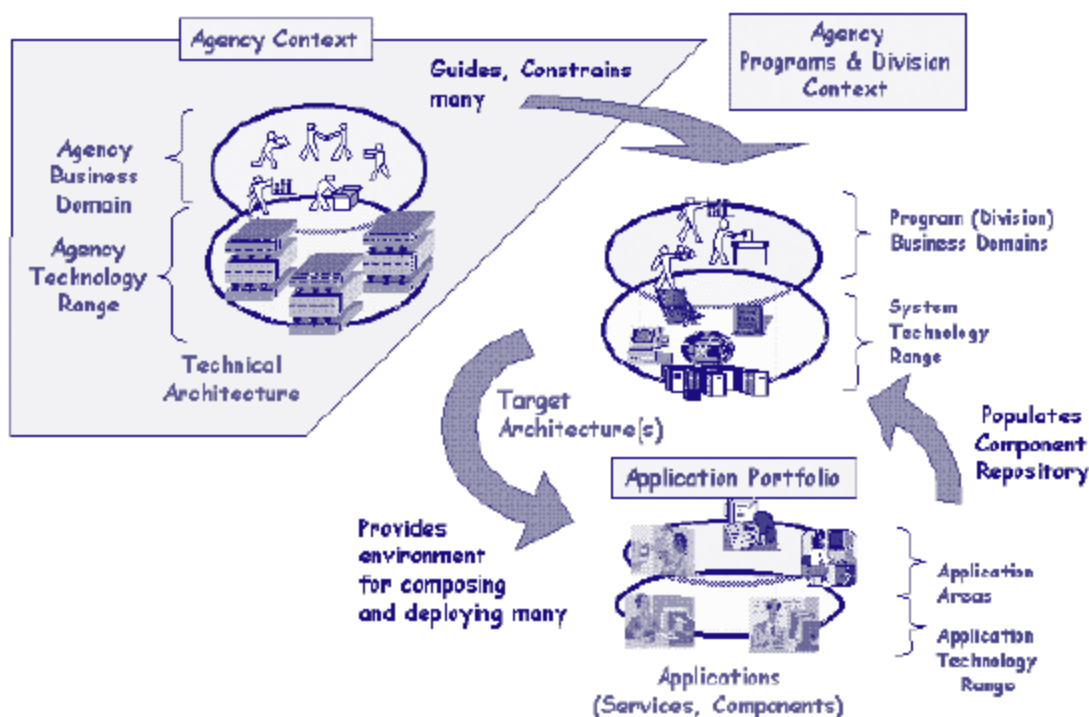 Agency Context
Guides, Constrains
many
Agency
Programs & Division
Context
Agency
Business
Domain
Agency
Technology
Range
Technical
Architecture
Program (Division)
Business Domains
System
Technology
Range
Target
Architecture(s)
Populates
Component
Repository
Application Portfolio
Provides
environment
for composing
and deploying many
Application
Areas
Application
Technology
Range
Applications
(Services, Components)